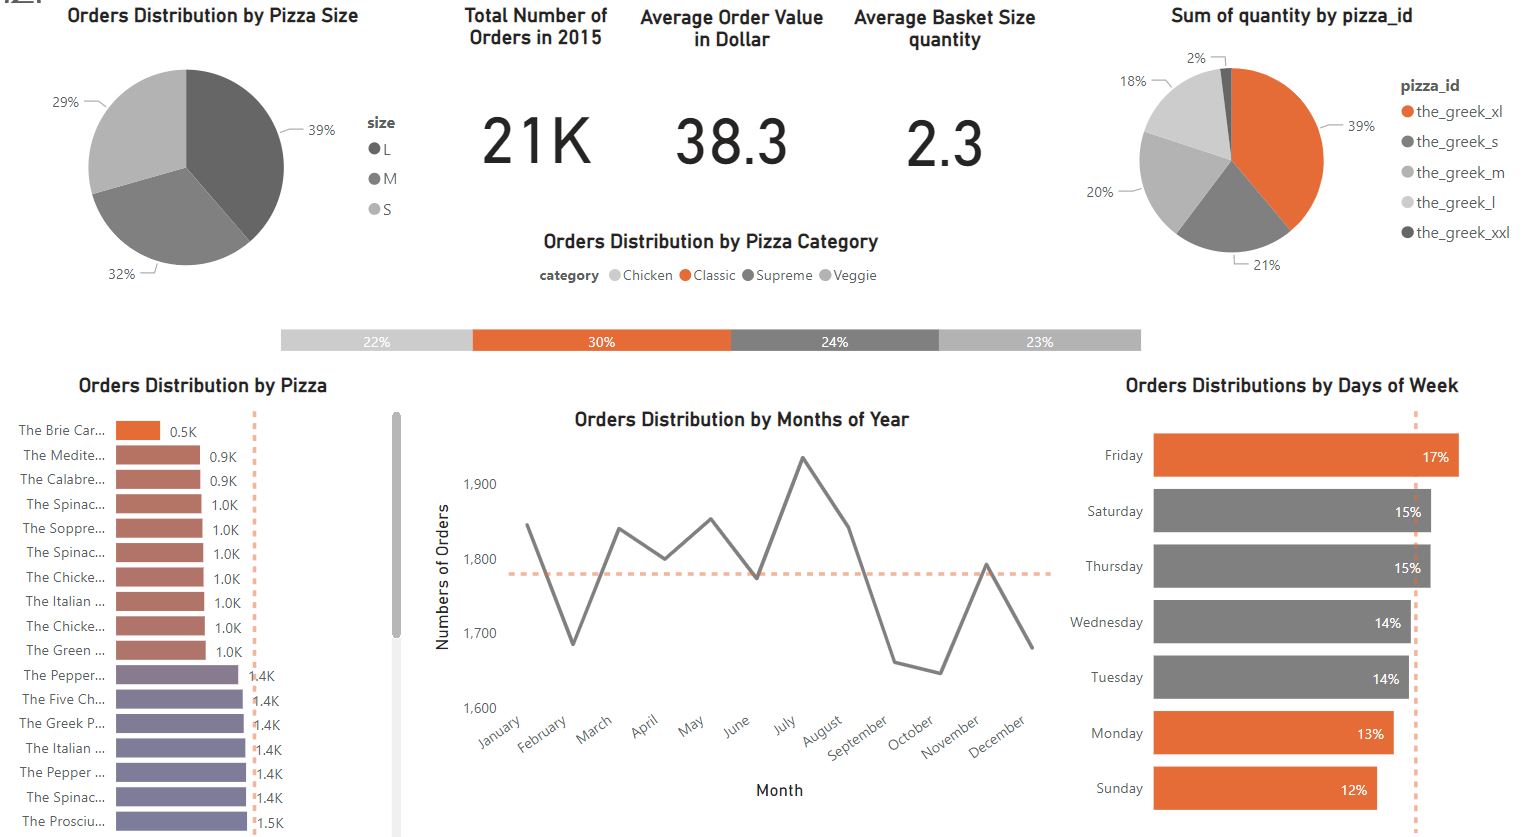 Orders Distribution by Pizza Size
29%
39%
32%
size
L
M
S
Total Number of
Orders in 2015
21K
Average Order Value
in Dollar
38.3
Average Basket Size
quantity
2.3
Sum of quantity by pizza_id
2%
18%
39%
20%
21%
pizza_id
the_greek_xl
the_greek_s
the_greek_m
the_greek_l
the_greek_xxl
Orders Distribution by Pizza Category
category Chicken Classic Supreme Veggie
22% 30% 24% 23%
Orders Distribution by Pizza
The Brie Car... 0.5K
The Medite... 0.9K
The Calabre... 0.9K
The Spinac... 1.0K
The Soppre... 1.0K
The Spinac... 1.0K
The Chicke... 1.0K
The Italian ... 1.0K
The Chicke... 1.0K
The Green ... 1.0K
The Pepper... 1.4K
The Five Ch... 1.4K
The Greek P... 1.4K
The Italian ... 1.4K
The Pepper ... 1.4K
The Spinac... 1.4K
The Prosciu... 1.5K
Orders Distribution by Months of Year
Numbers of Orders
1,900
1,800
1,700
1,600
January February March April May June July August September October November December
Month
Orders Distributions by Days of Week
Friday 17%
Saturday 15%
Thursday 15%
Wednesday 14%
Tuesday 14%
Monday 13%
Sunday 12%